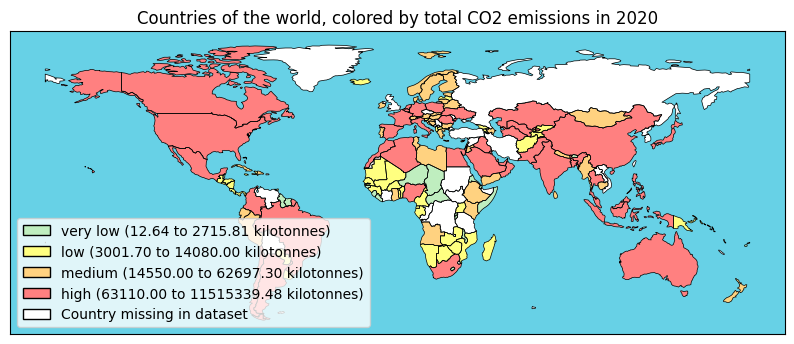 Countries of the world, colored by total CO2 emissions in 2020
very low (12.64 to 2715.81 kilotonnes)
low (3001.70 to 14080.00 kilotonnes)
medium (14550.00 to 62697.30 kilotonnes)
high (63110.00 to 11515339.48 kilotonnes)
Country missing in dataset